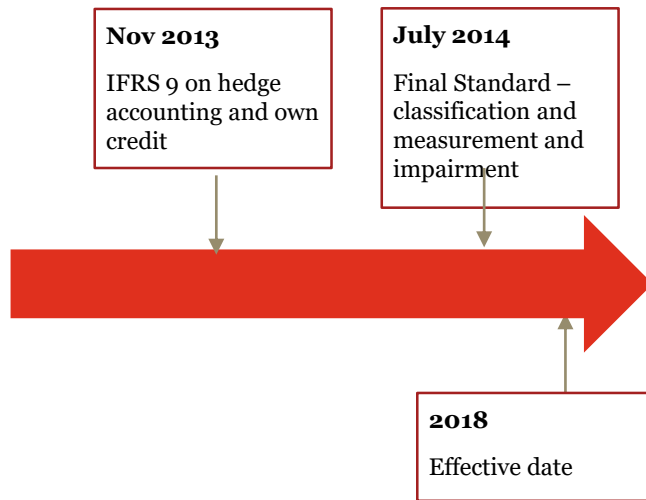 Nov 2013
IFRS 9 on hedge
accounting and own
credit
July 2014
Final Standard –
classification and
measurement and
impairment
2018
Effective date